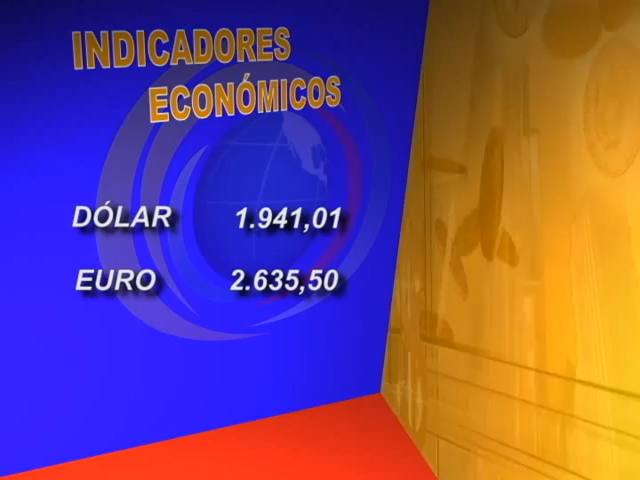 INDICADORES
ECONÓMICOS
DÓLAR 1.941,01
EURO 2.635,50